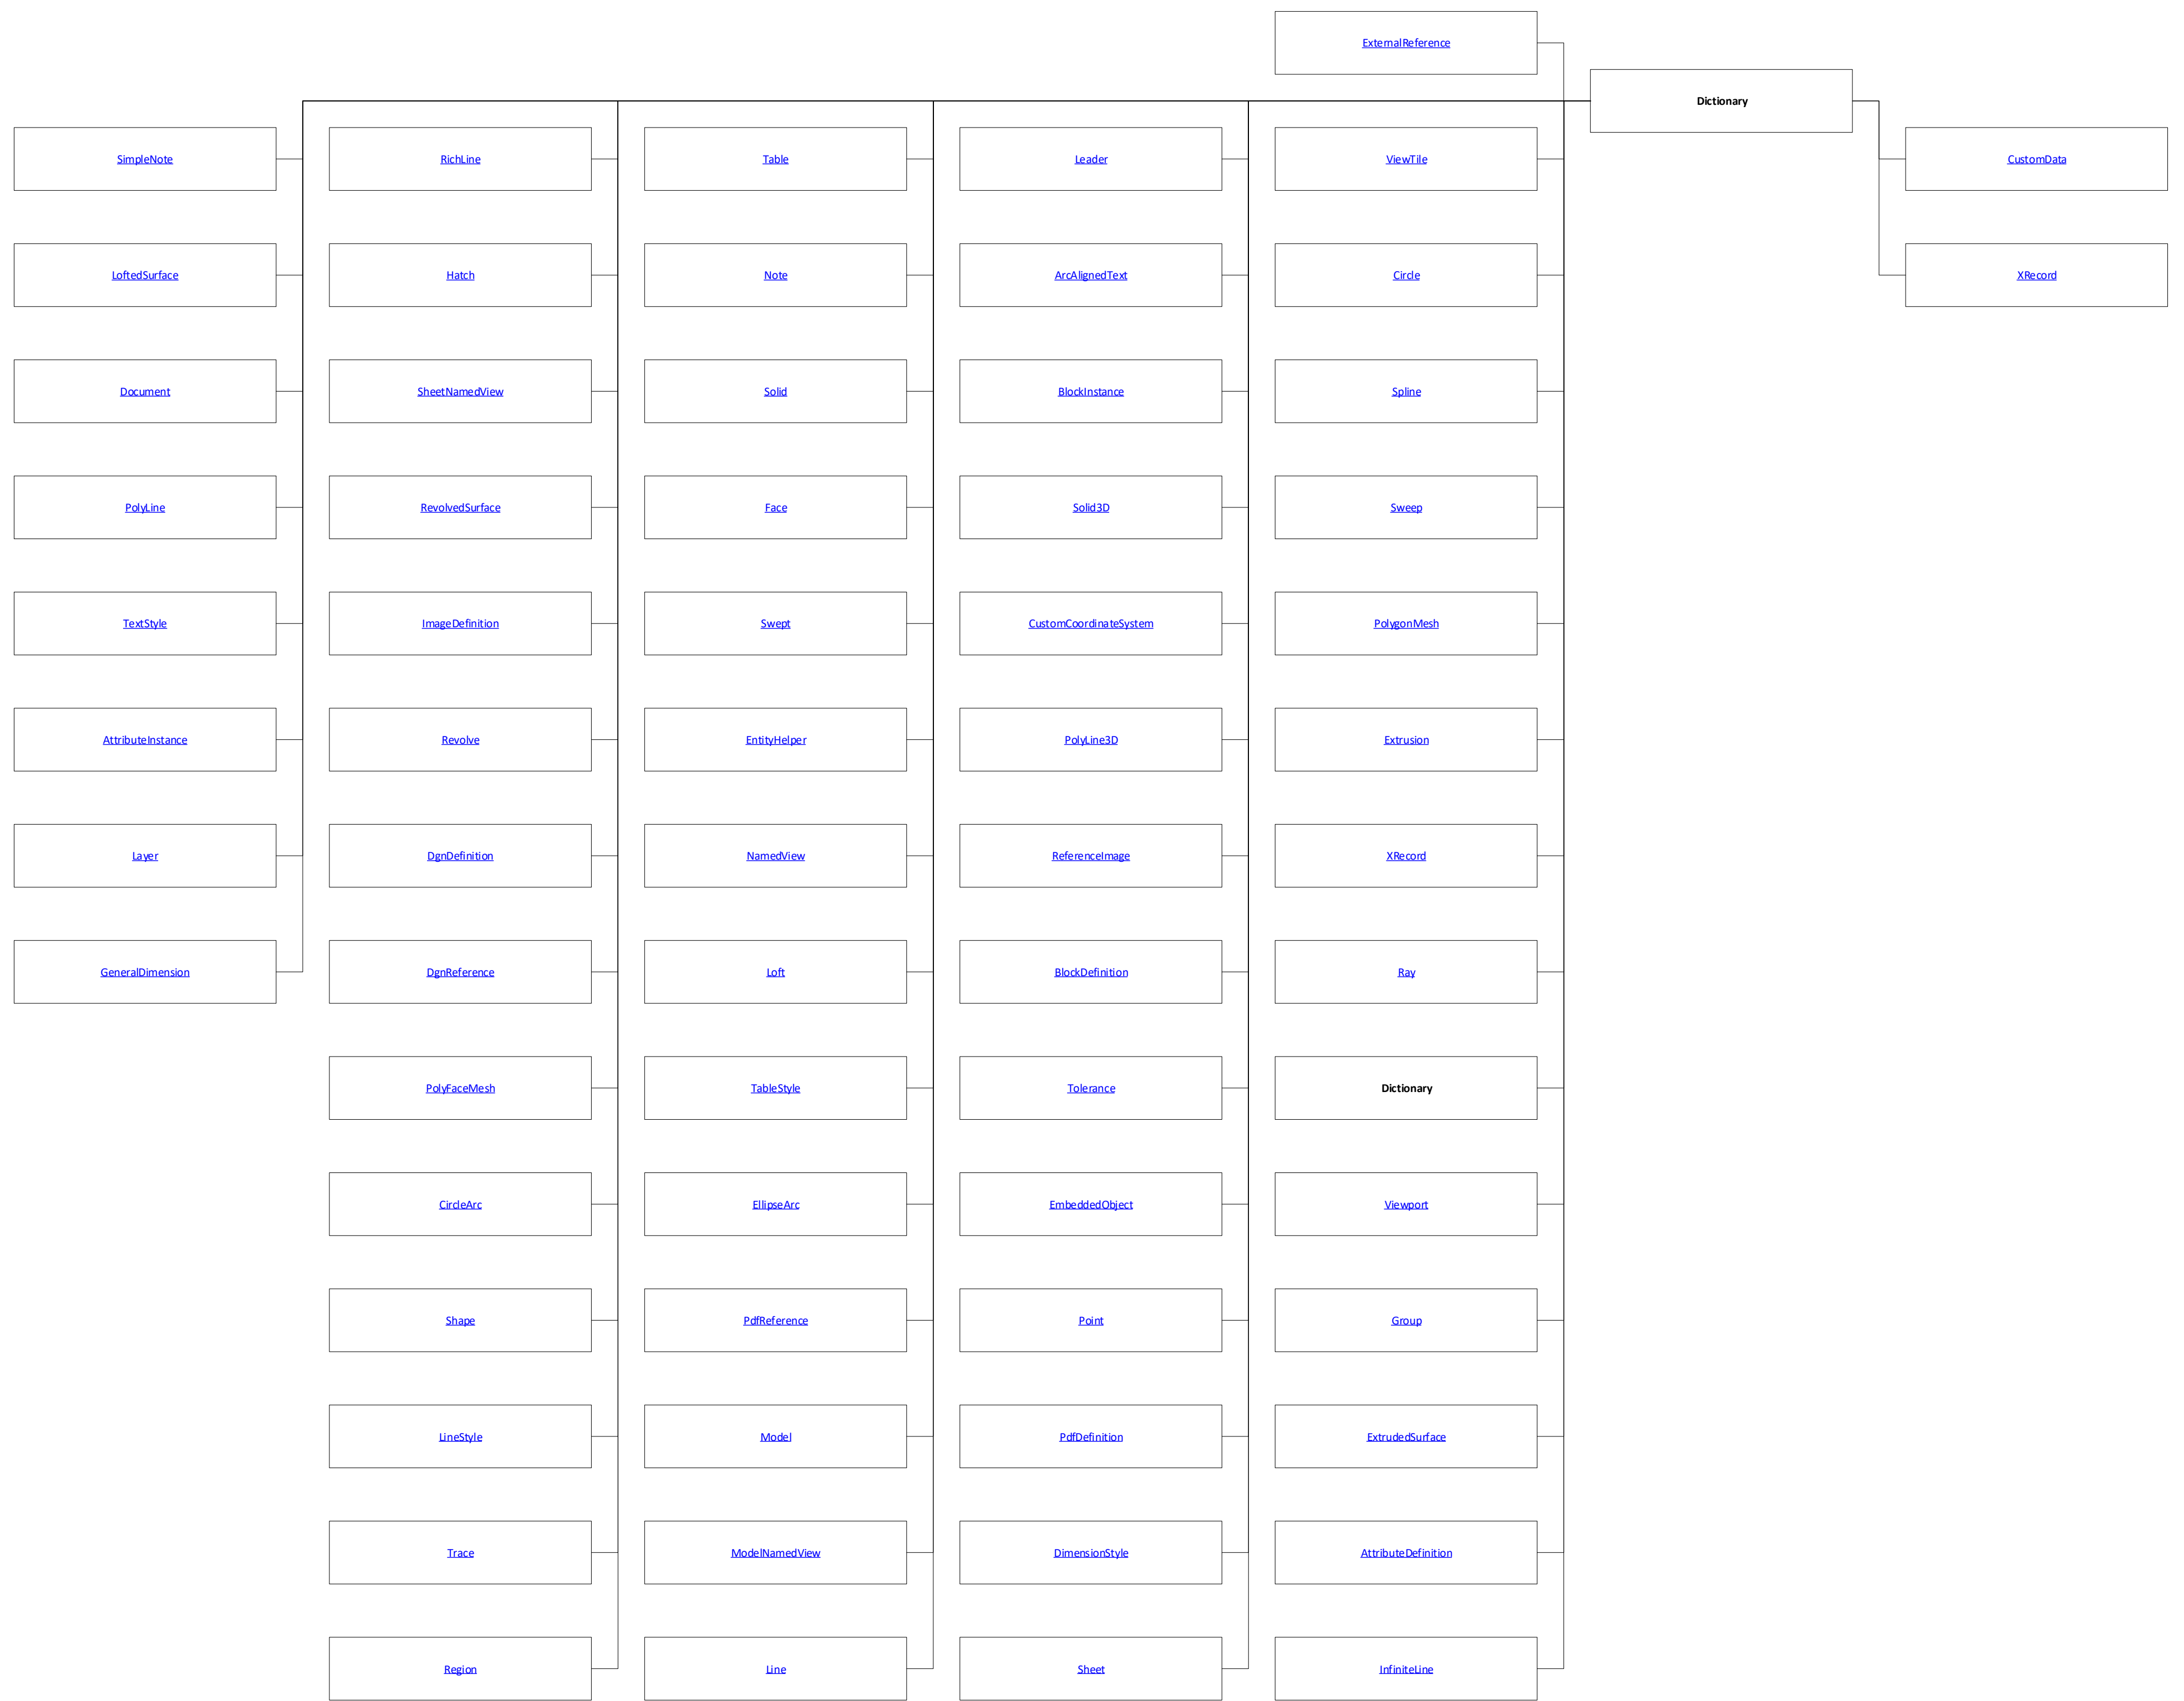 ExternalReference
Dictionary
SimpleNote
RichLine
Table
Leader
ViewTile
CustomData
LoftedSurface
Hatch
Note
ArcAlignedText
Circle
XRecord
Document
SheetNamedView
Solid
BlockInstance
Spline
PolyLine
RevolvedSurface
Face
Solid3D
Sweep
TextStyle
ImageDefinition
Swept
CustomCoordinateSystem
PolygonMesh
AttributeInstance
Revolve
EntityHelper
PolyLine3D
Extrusion
Layer
DgnDefinition
NamedView
ReferenceImage
XRecord
GeneralDimension
DgnReference
Loft
BlockDefinition
Ray
PolyFaceMesh
TableStyle
Tolerance
Dictionary
CircleArc
EllipseArc
EmbeddedObject
Viewport
Shape
PdfReference
Point
Group
LineStyle
Model
PdfDefinition
ExtrudedSurface
Trace
ModelNamedView
DimensionStyle
AttributeDefinition
Region
Line
Sheet
InfiniteLine